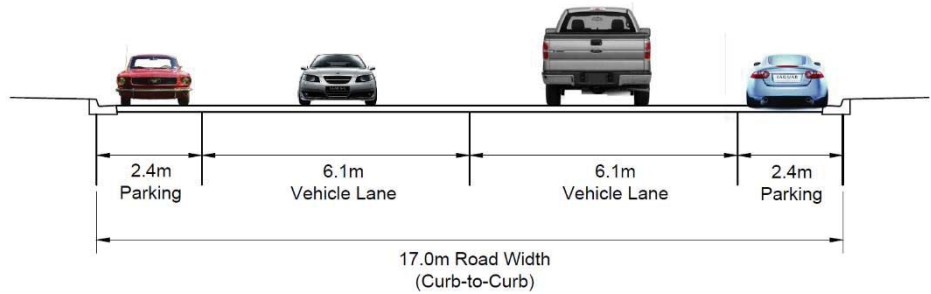 JAGUAR
2.4m
Parking
6.1m
Vehicle Lane
6.1m
Vehicle Lane
2.4m
Parking
17.0m Road Width
(Curb-to-Curb)